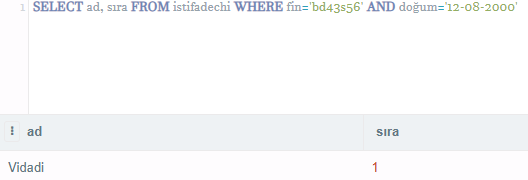 1 SELECT ad, sıra FROM istifadechi WHERE fin='bd43s56' AND doğum='12-08-2000'
ad sıra
Vidadi 1